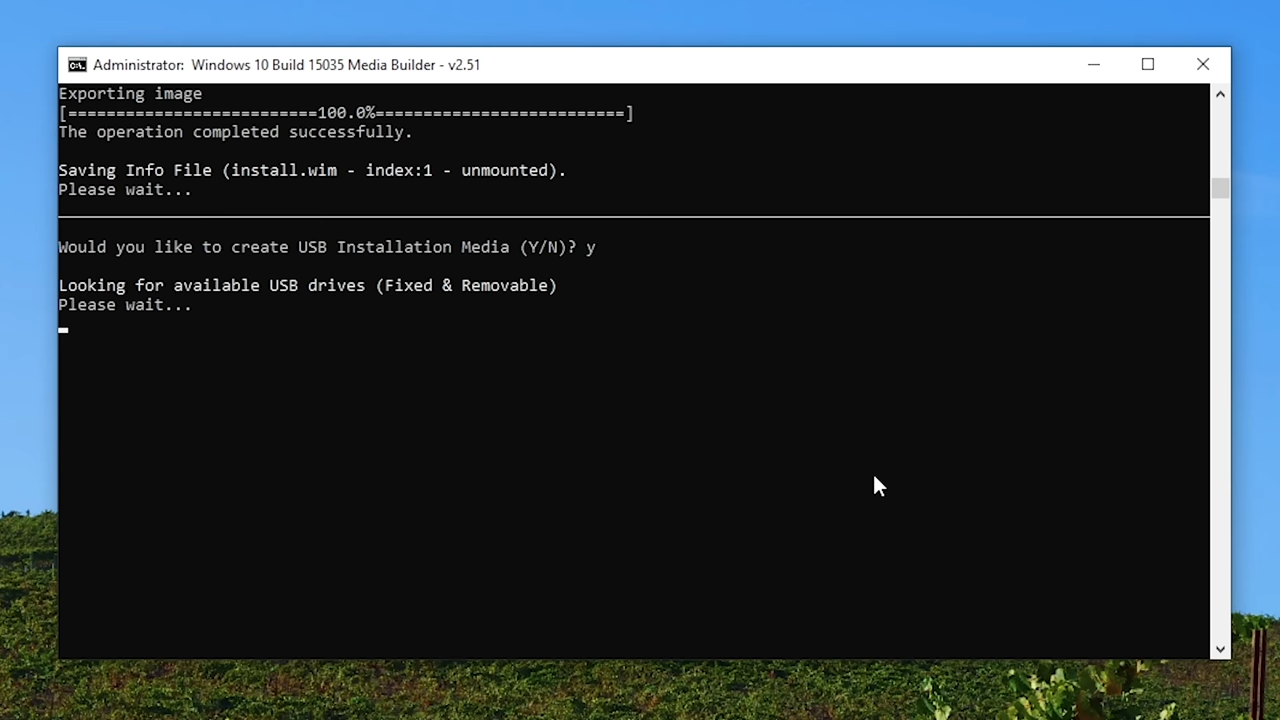 Administrator:  Windows 10 Build 15035 Media Builder - v2.51
Exporting image
[==========================100.0%==========================]
The operation completed successfully.
Saving Info File (install.wim - index:1 - unmounted).
Please wait...
Would you like to create USB Installation Media (Y/N)? y
Looking for available USB drives (Fixed & Removable)
Please wait...